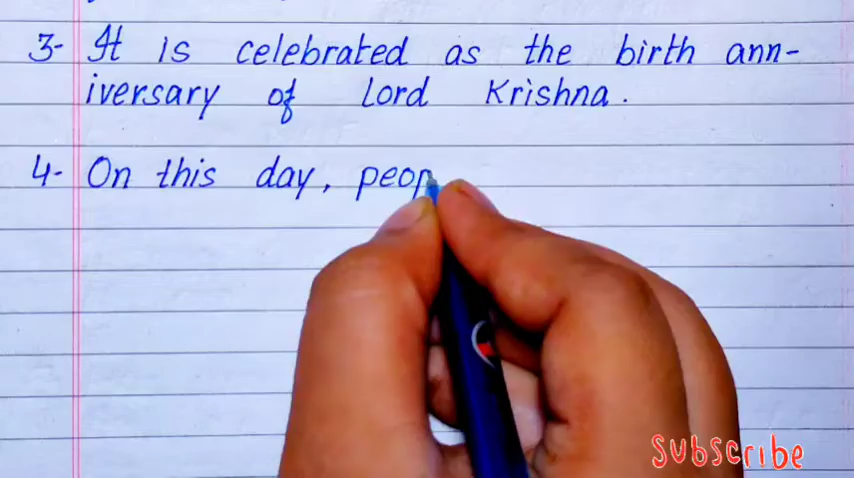 3- It is celebrated as the birth ann-
iversary of Lord Krishna.
4- On this day, peop
SUBSCRIBE